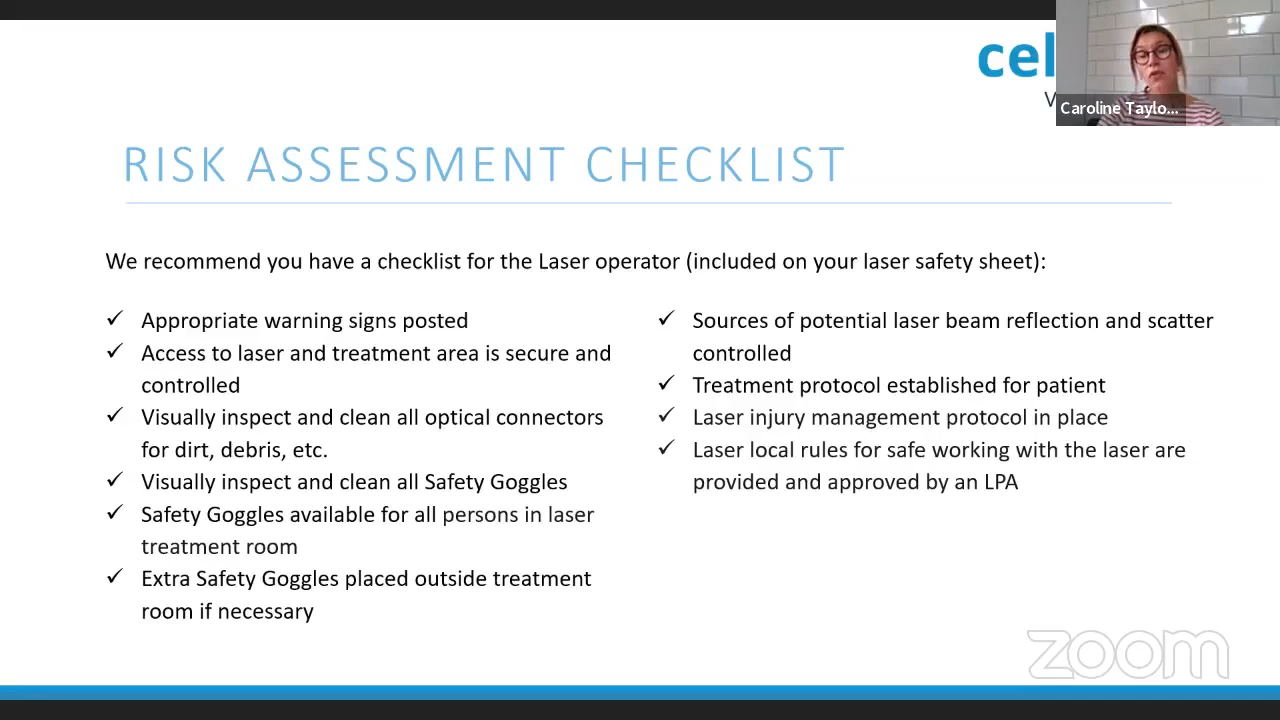 cel
V
Caroline Taylo...
RISK ASSESSMENT CHECKLIST
We recommend you have a checklist for the Laser operator (included on your laser safety sheet):
✓ Appropriate warning signs posted
✓ Access to laser and treatment area is secure and
controlled
✓ Visually inspect and clean all optical connectors
for dirt, debris, etc.
✓ Visually inspect and clean all Safety Goggles
✓ Safety Goggles available for all persons in laser
treatment room
✓ Extra Safety Goggles placed outside treatment
room if necessary
✓ Sources of potential laser beam reflection and scatter
controlled
✓ Treatment protocol established for patient
✓ Laser injury management protocol in place
✓ Laser local rules for safe working with the laser are
provided and approved by an LPA
zoom